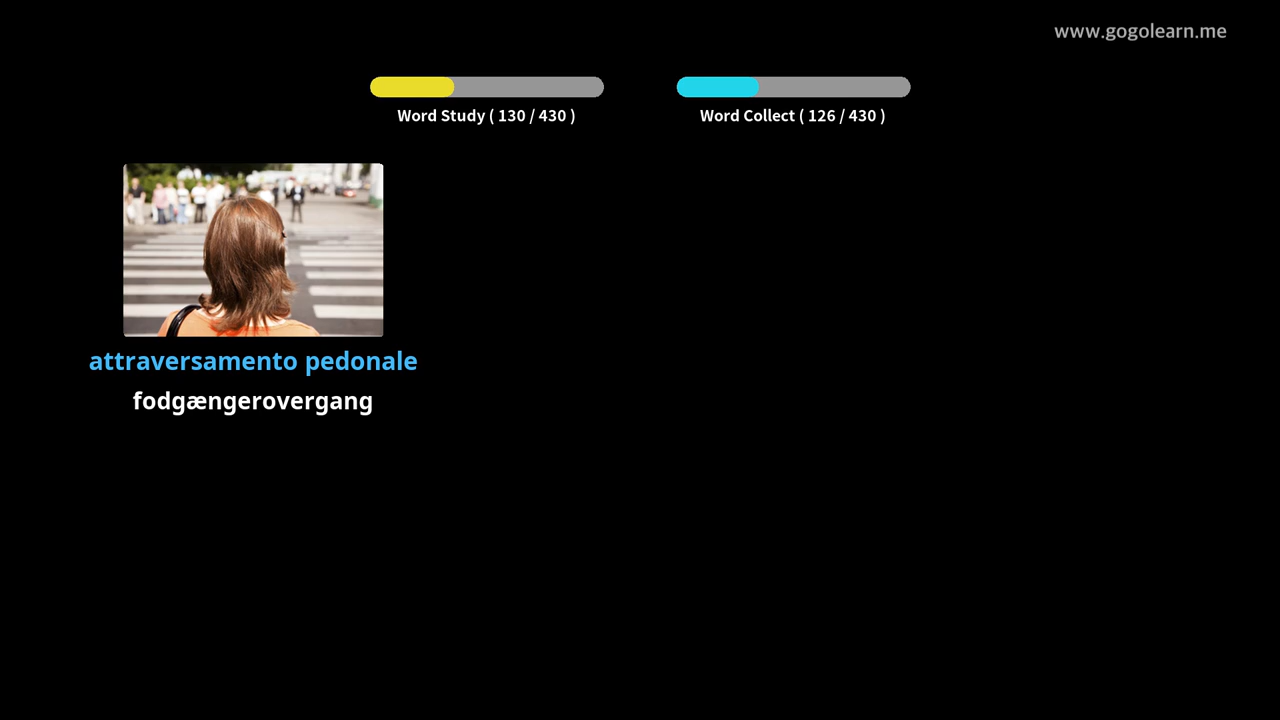 www.gogolearn.me
Word Study ( 130 / 430 )
Word Collect ( 126 / 430 )
attraversamento pedonale
fodgængerovergang